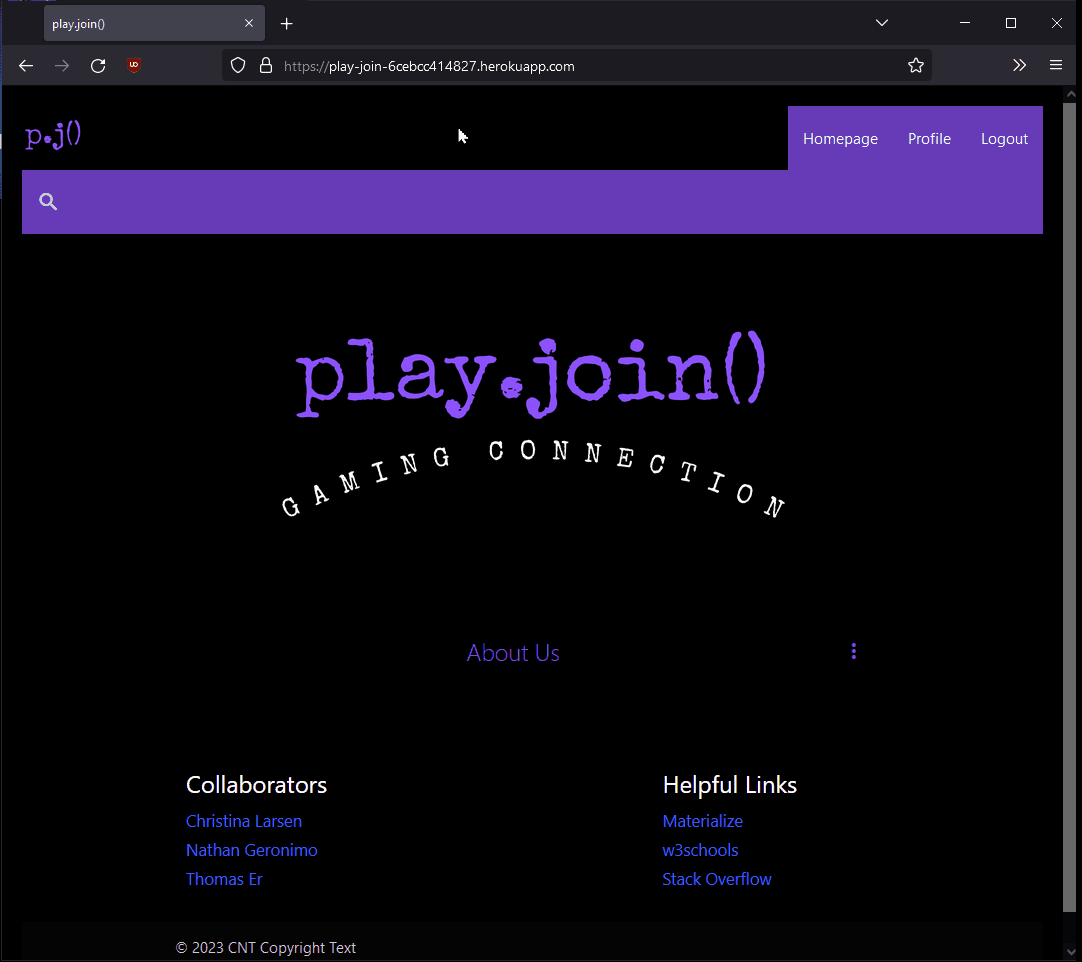 play.join()
https://play-join-6cebcc414827.herokuapp.com
p.j()
Homepage Profile Logout
play.join()
GAMING CONNECTION
About Us
Collaborators
Christina Larsen
Nathan Geronimo
Thomas Er
Helpful Links
Materialize
w3schools
Stack Overflow
© 2023 CNT Copyright Text